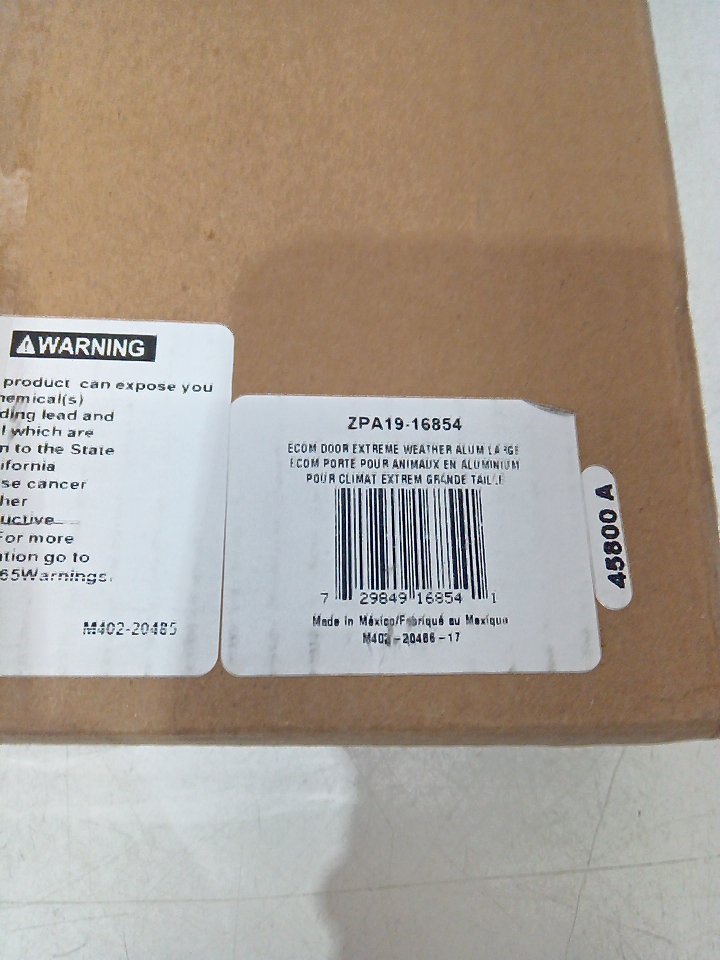 WARNING
product can expose you
hemical(s)
ding lead and
l which are
n to the State
ifornia
se cancer
her
uctive
For more
ation go to
65Warnings.
M402-20485
ZPA19-16854
ECOM DOOR EXTREME WEATHER ALUM LARGE
ECOM PORTE POUR ANIMAUX EN ALUMINIUM
POUR CLIMAT EXTREM GRANDE TAILLE
7 29849 16854 1
Made in México/Fabriqué au Mexique
M402-20486-17
45800 A